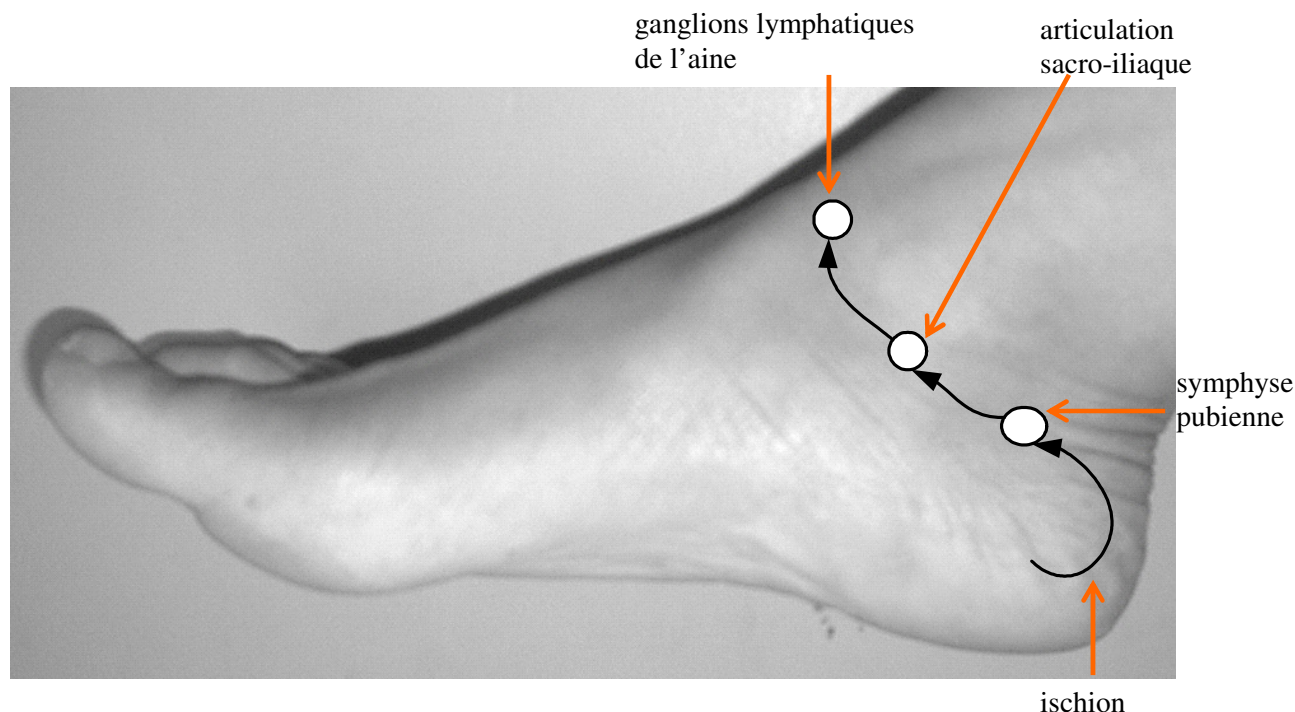 ganglions lymphatiques
de l’aine
articulation
sacro-iliaque
symphyse
pubienne
ischion